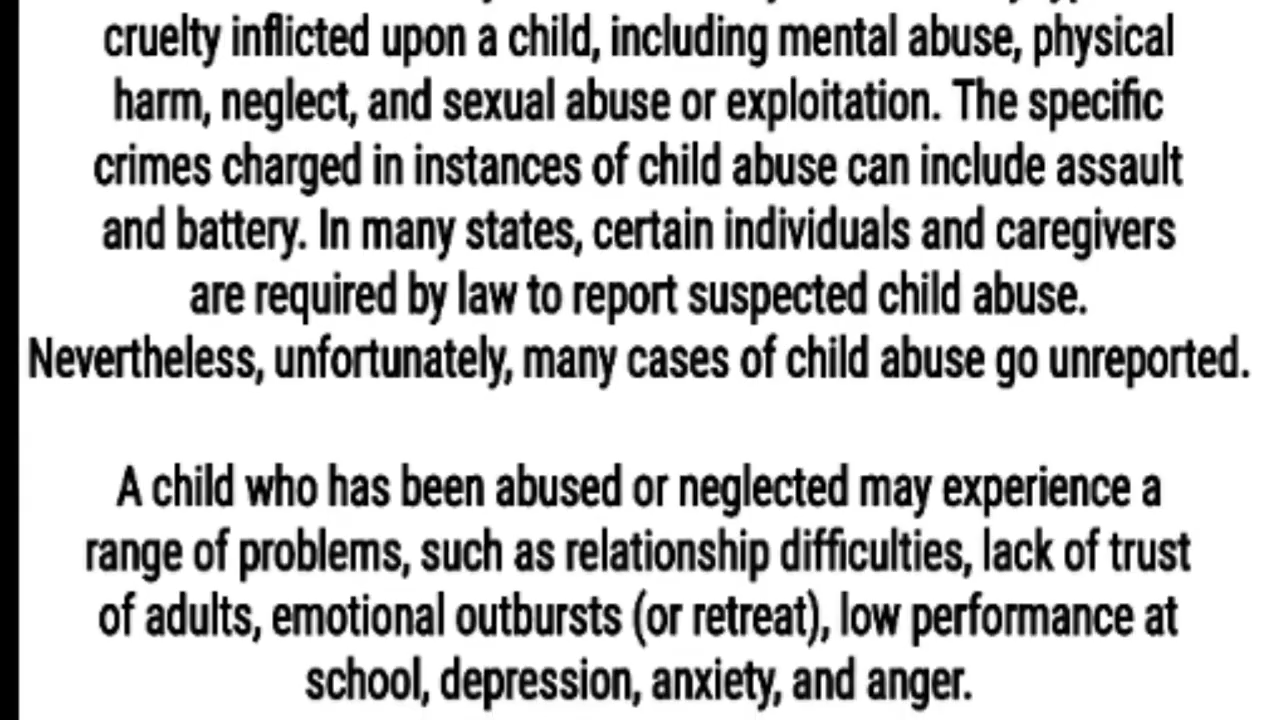 cruelty inflicted upon a child, including mental abuse, physical
harm, neglect, and sexual abuse or exploitation. The specific
crimes charged in instances of child abuse can include assault
and battery. In many states, certain individuals and caregivers
are required by law to report suspected child abuse.
Nevertheless, unfortunately, many cases of child abuse go unreported.
A child who has been abused or neglected may experience a
range of problems, such as relationship difficulties, lack of trust
of adults, emotional outbursts (or retreat), low performance at
school, depression, anxiety, and anger.